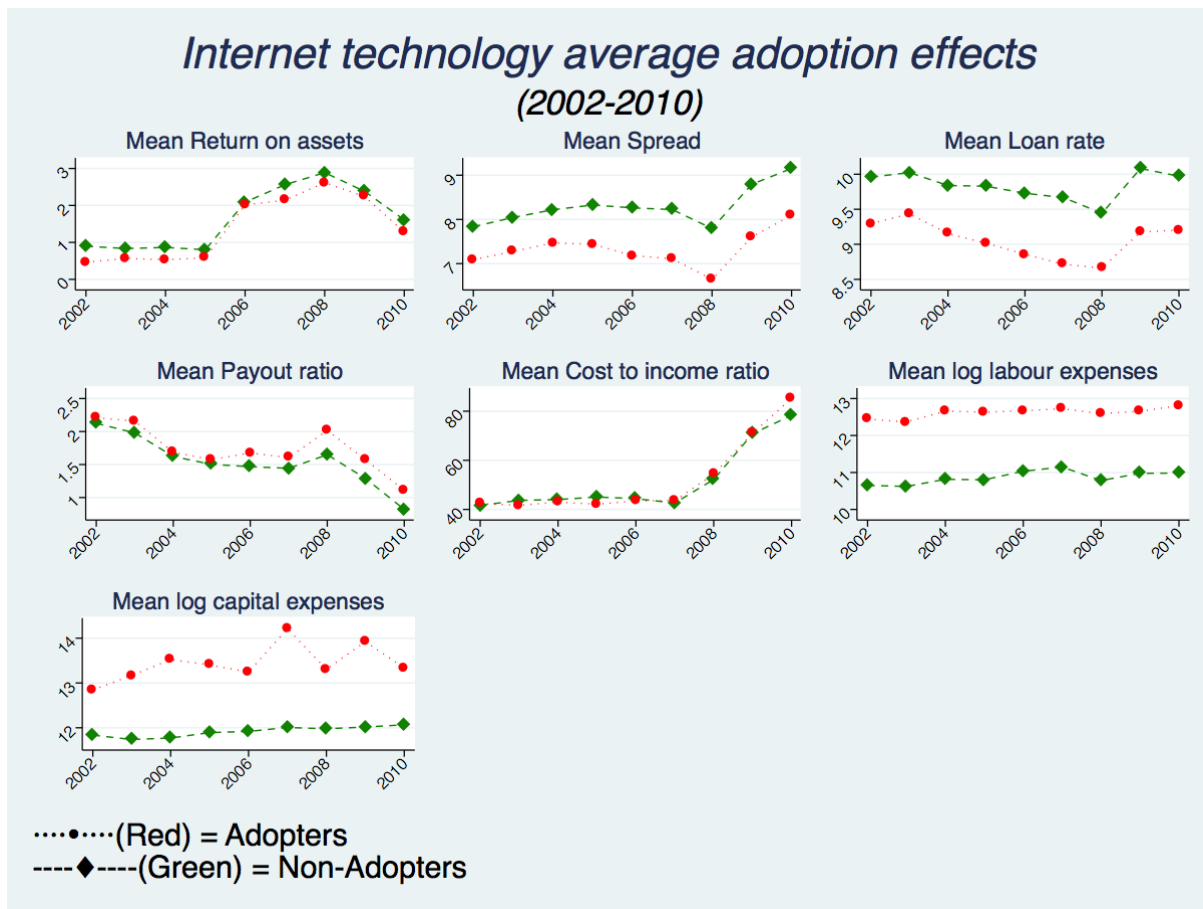 Internet technology average adoption effects
(2002-2010)
Mean Return on assets
3
2
1
0
2002 2004 2006 2008 2010
Mean Spread
9
8
7
2002 2004 2006 2008 2010
Mean Loan rate
10
9.5
9
8.5
2002 2004 2006 2008 2010
Mean Payout ratio
2.5
2
1.5
1
2002 2004 2006 2008 2010
Mean Cost to income ratio
80
60
40
2002 2004 2006 2008 2010
Mean log labour expenses
13
12
11
10
2002 2004 2006 2008 2010
Mean log capital expenses
14
13
12
2002 2004 2006 2008 2010
(Red) = Adopters
(Green) = Non-Adopters